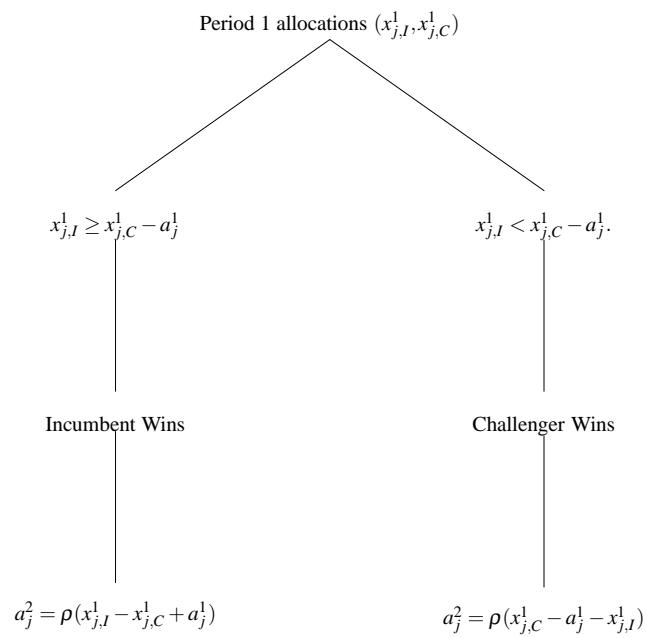 Period 1 allocations $(x^1_{j,I}, x^1_{j,C})$
$x^1_{j,I} \geq x^1_{j,C} - a^1_j$
$x^1_{j,I} < x^1_{j,C} - a^1_j.$
Incumbent Wins
Challenger Wins
$a^2_j = \rho(x^1_{j,I} - x^1_{j,C} + a^1_j)$
$a^2_j = \rho(x^1_{j,C} - a^1_j - x^1_{j,I})$